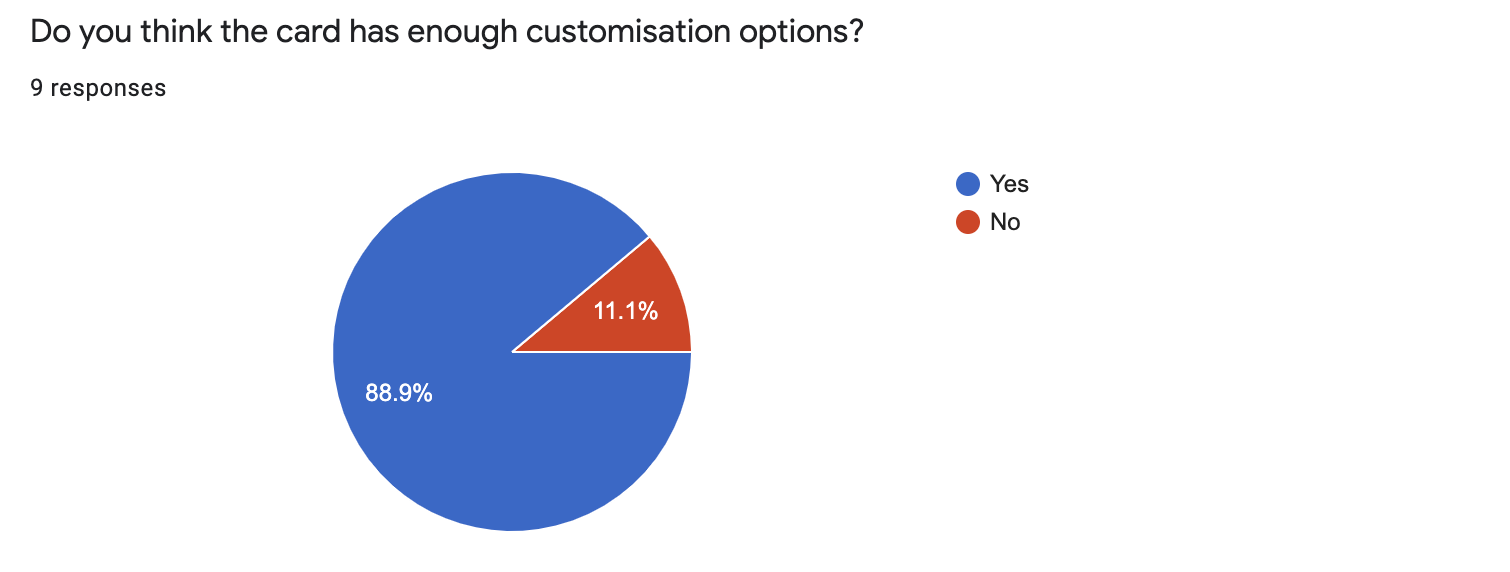 Do you think the card has enough customisation options?
9 responses
Yes
No
11.1%
88.9%